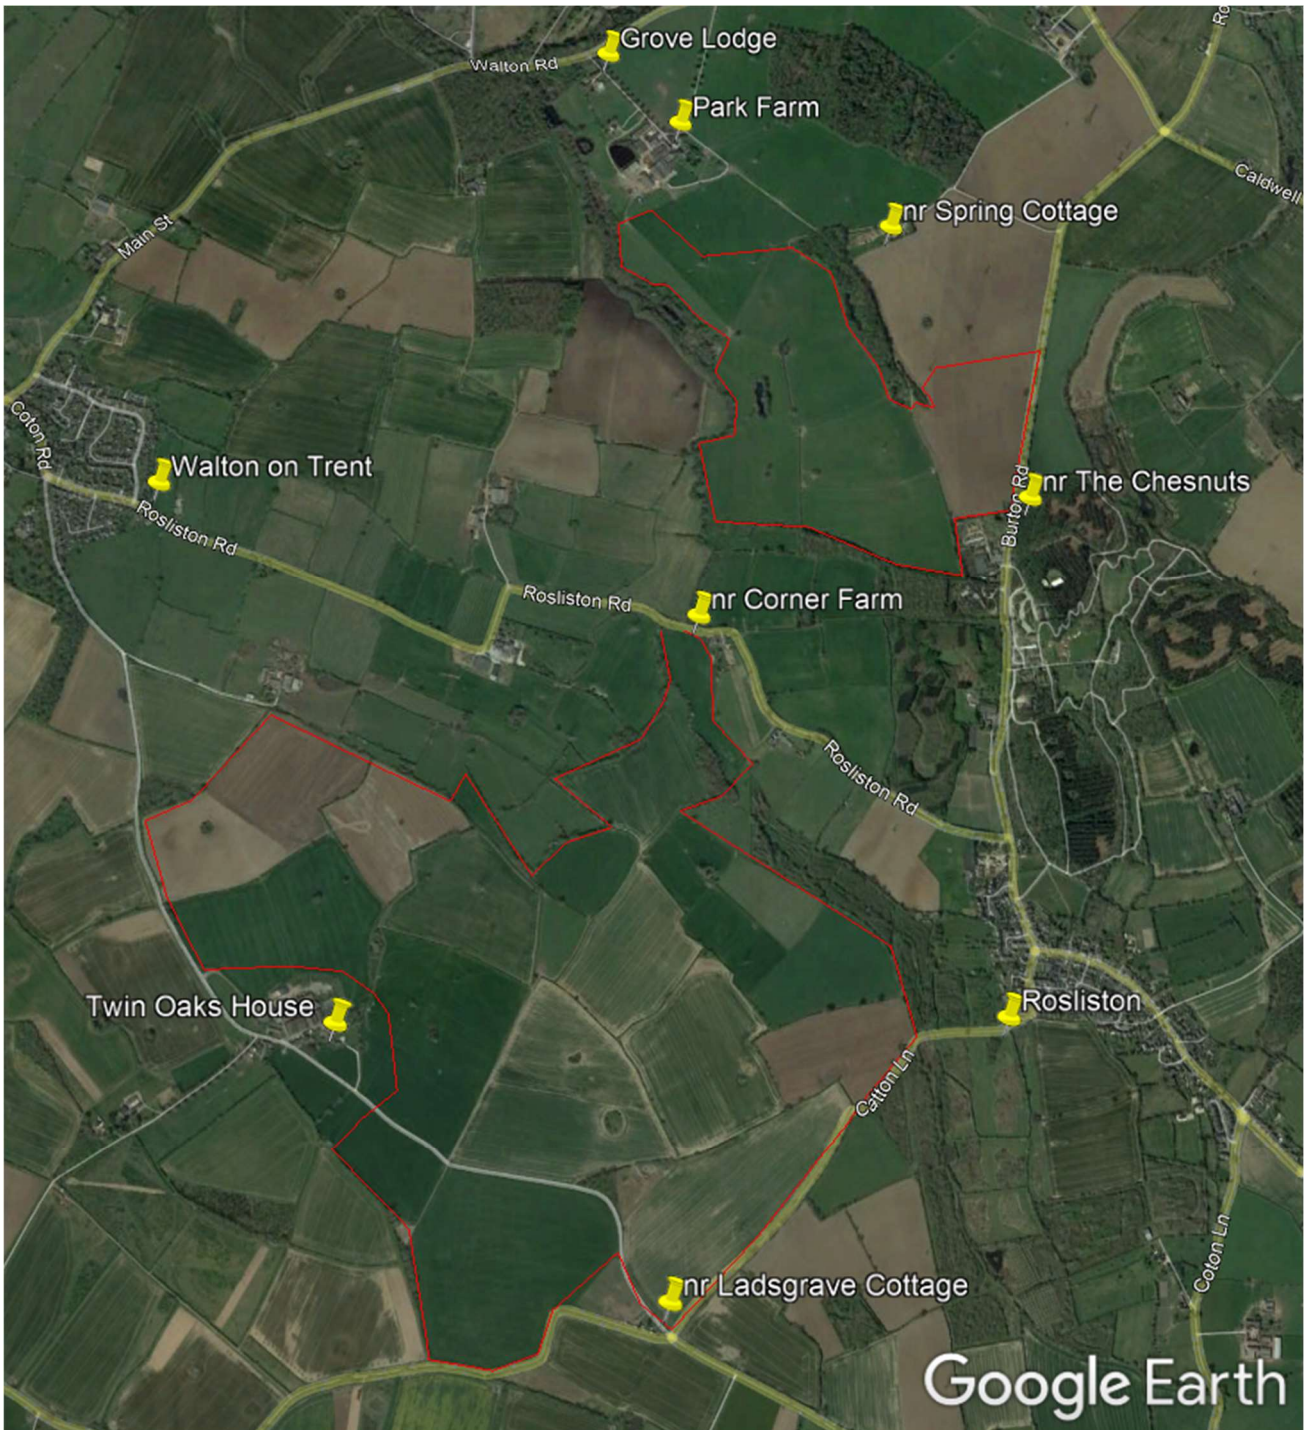 Grove Lodge
Walton Rd
Park Farm
Caldwell
nr Spring Cottage
Main St
Coton Rd
Walton on Trent
nr The Chesnuts
Burton Rd
Rosliston Rd
Rosliston Rd
nr Corner Farm
Rosliston Rd
Twin Oaks House
Rosliston
Catton Ln
Coton Ln
nr Ladsgrave Cottage
Google Earth